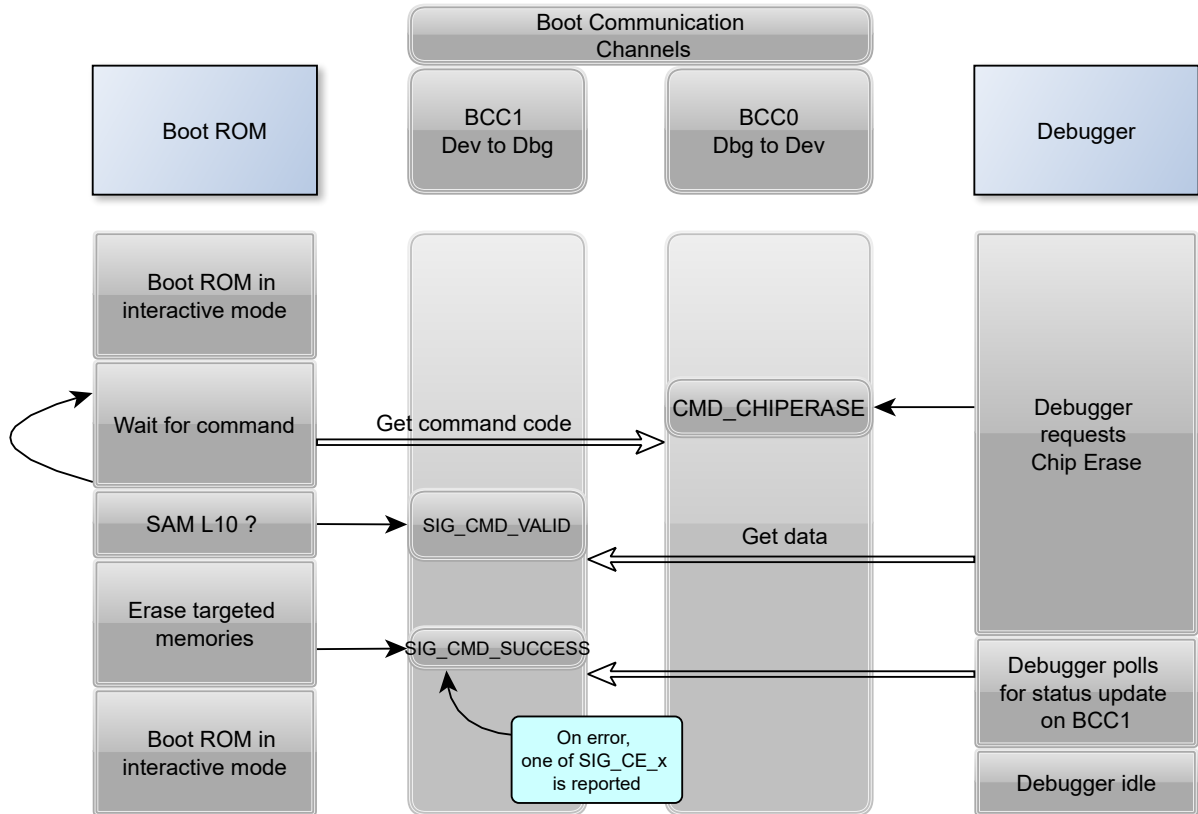 Boot Communication
Channels
Boot ROM
BCC1
Dev to Dbg
BCC0
Dbg to Dev
Debugger
Boot ROM in
interactive mode
Wait for command
Get command code
CMD_CHIPERASE
Debugger
requests
Chip Erase
SAM L10 ?
SIG_CMD_VALID
Get data
Erase targeted
memories
SIG_CMD_SUCCESS
Debugger polls
for status update
on BCC1
Boot ROM in
interactive mode
On error,
one of SIG_CE_x
is reported
Debugger idle